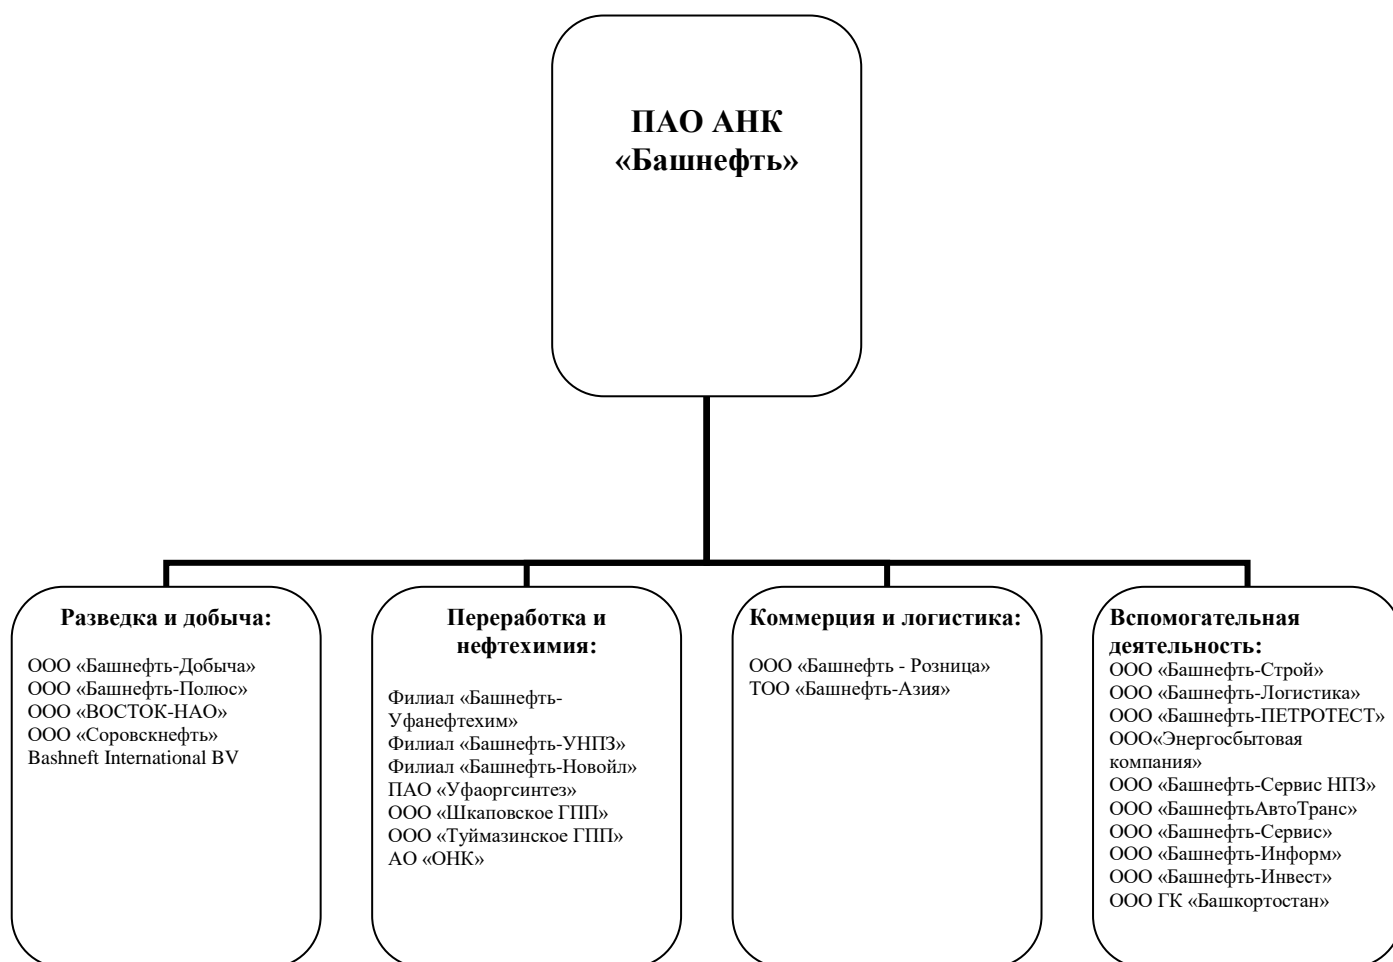 ПАО АНК
«Башнефть»
Разведка и добыча:
ООО «Башнефть-Добыча»
ООО «Башнефть-Полюс»
ООО «ВОСТОК-НАО»
ООО «Соровскнефть»
Bashneft International BV
Переработка и
нефтехимия:
Филиал «Башнефть-
Уфанефтехим»
Филиал «Башнефть-УНПЗ»
Филиал «Башнефть-Новойл»
ПАО «Уфаоргсинтез»
ООО «Шкаповское ГПП»
ООО «Туймазинское ГПП»
АО «ОНК»
Коммерция и логистика:
ООО «Башнефть - Розница»
ТОО «Башнефть-Азия»
Вспомогательная
деятельность:
ООО «Башнефть-Строй»
ООО «Башнефть-Логистика»
ООО «Башнефть-ПЕТРОТЕСТ»
ООО«Энергосбытовая
компания»
ООО «Башнефть-Сервис НПЗ»
ООО «БашнефтьАвтоТранс»
ООО «Башнефть-Сервис»
ООО «Башнефть-Информ»
ООО «Башнефть-Инвест»
ООО ГК «Башкортостан»